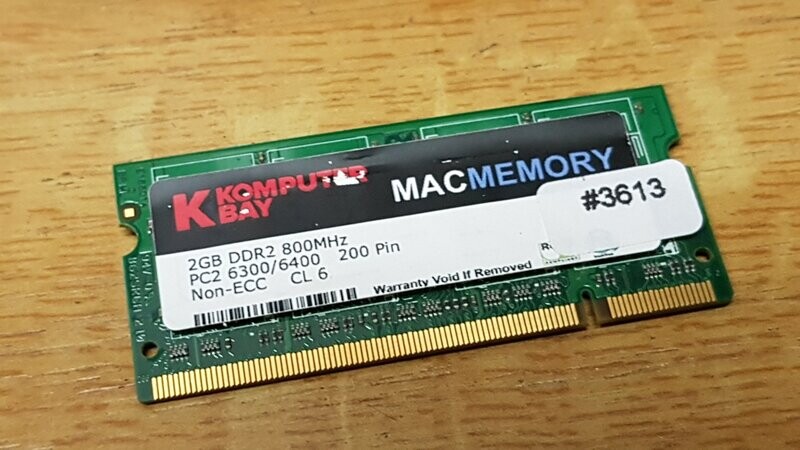 KOMPUTER
BAY
MACMEMORY
#3613
2GB DDR2 800MHz
PC2 6300/6400 200 Pin
Non-ECC CL 6
Warranty Void If Removed